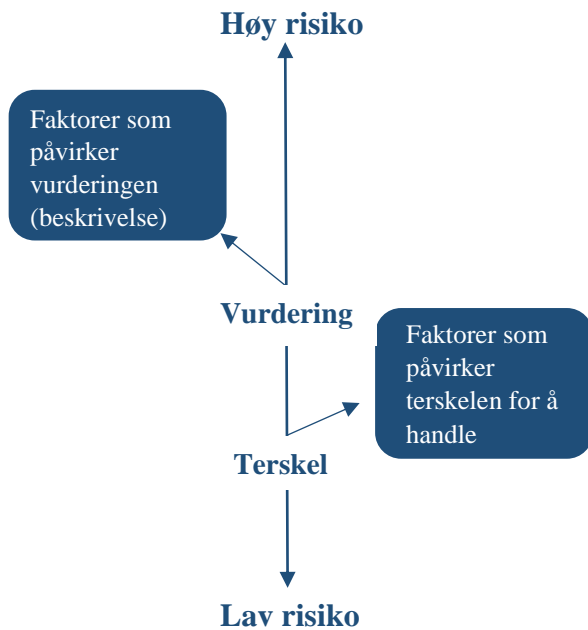 Høy risiko
Faktorer som
påvirker
vurderingen
(beskrivelse)
Vurdering
Faktorer som
påvirker
terskelen for å
handle
Terskel
Lav risiko